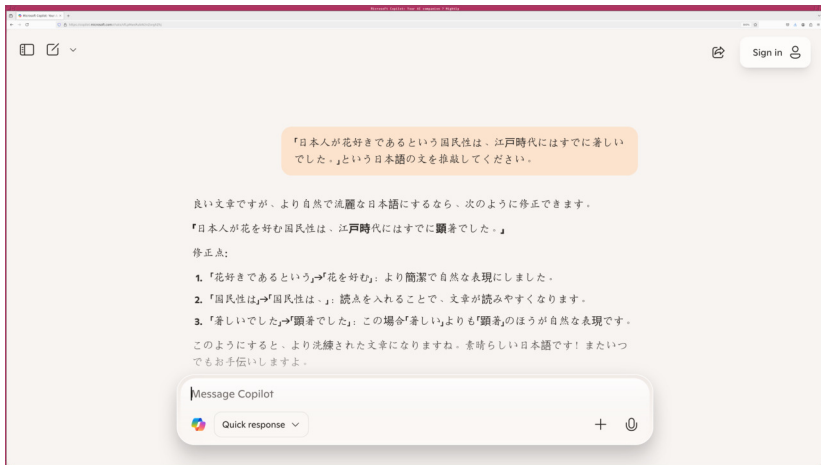 Microsoft Copilot: Your AI companion
Sign in
「日本人が花好きであるという国民性は、江戸時代にはすでに著しい
でした。」という日本語の文を推敲してください。
良い文章ですが、より自然で流麗な日本語にするなら、次のように修正できます。
「日本人が花を好む国民性は、江戸時代にはすでに顕著でした。」
修正点:
1. 「花好きであるという」→「花を好む」: より簡潔で自然な表現にしました。
2. 「国民性は」→「国民性は、」: 読点を入れることで、文章が読みやすくなります。
3. 「著しいでした」→「顕著でした」: この場合「著しい」よりも「顕著」のほうが自然な表現です。
このようにすると、より洗練された文章になりますね。素晴らしい日本語です！またいつ
でもお手伝いしますよ。
Message Copilot
Quick response